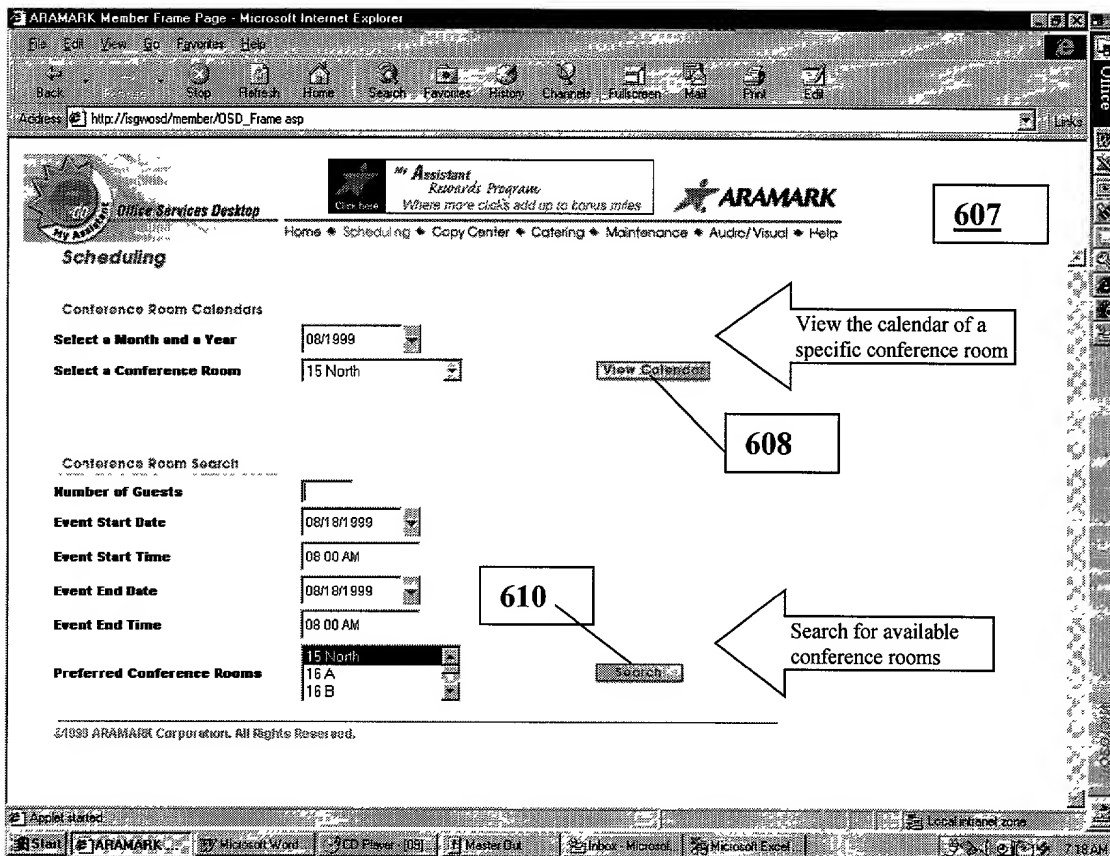 ARAMARK Member Frame Page - Microsoft Internet Explorer
File Edit View Go Favorites Help
Back Stop Refresh Home Search Favorites History Channels Fullscreen Mail Print Edit
Address http://isgwosd/member/OSD_Frame asp Links
My Assistant
Office Services Desktop
Click here
My Assistant
Rewards Program
Where more clicks add up to bonus miles
ARAMARK
607
Home Scheduling Copy Center Catering Maintenance Audio/Visual Help
Scheduling
Conference Room Calendars
Select a Month and a Year 08/1999
Select a Conference Room 15 North View Calendar
View the calendar of a
specific conference room
608
Conference Room Search
Number of Guests
Event Start Date 08/18/1999
Event Start Time 08 00 AM
Event End Date 08/18/1999
610
Event End Time 08 00 AM
Search for available
conference rooms
Preferred Conference Rooms 15 North
16 A
16 B
Search
©1999 ARAMARK Corporation. All Rights Reserved.
Applet started Local intranet zone
Start ARAMARK Microsoft Word CD Player - [09] Master Out Inbox - Microsof... Microsoft Excel 7:18 AM